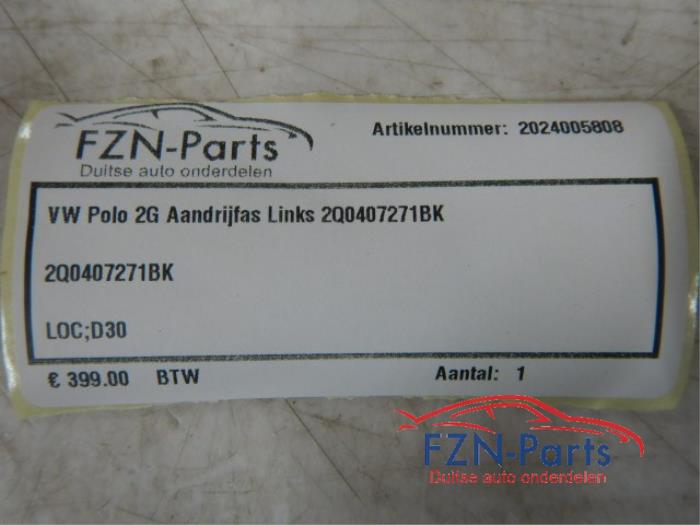 FZN-Parts
Duitse auto onderdelen
Artikelnummer: 2024005808
VW Polo 2G Aandrijfas Links 2Q0407271BK
2Q0407271BK
LOC;D30
€ 399.00 BTW
Aantal: 1
FZN-Parts
Duitse auto onderdelen